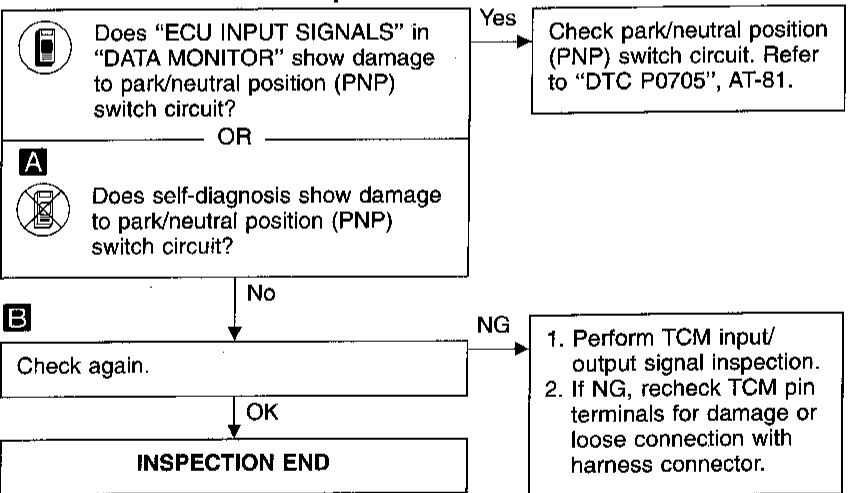 Does “ECU INPUT SIGNALS” in
“DATA MONITOR” show damage
to park/neutral position (PNP)
switch circuit?
Yes
Check park/neutral position
(PNP) switch circuit. Refer
to “DTC P0705”, AT-81.
OR
A
Does self-diagnosis show damage
to park/neutral position (PNP)
switch circuit?
No
B
Check again.
NG
1. Perform TCM input/
output signal inspection.
2. If NG, recheck TCM pin
terminals for damage or
loose connection with
harness connector.
OK
INSPECTION END